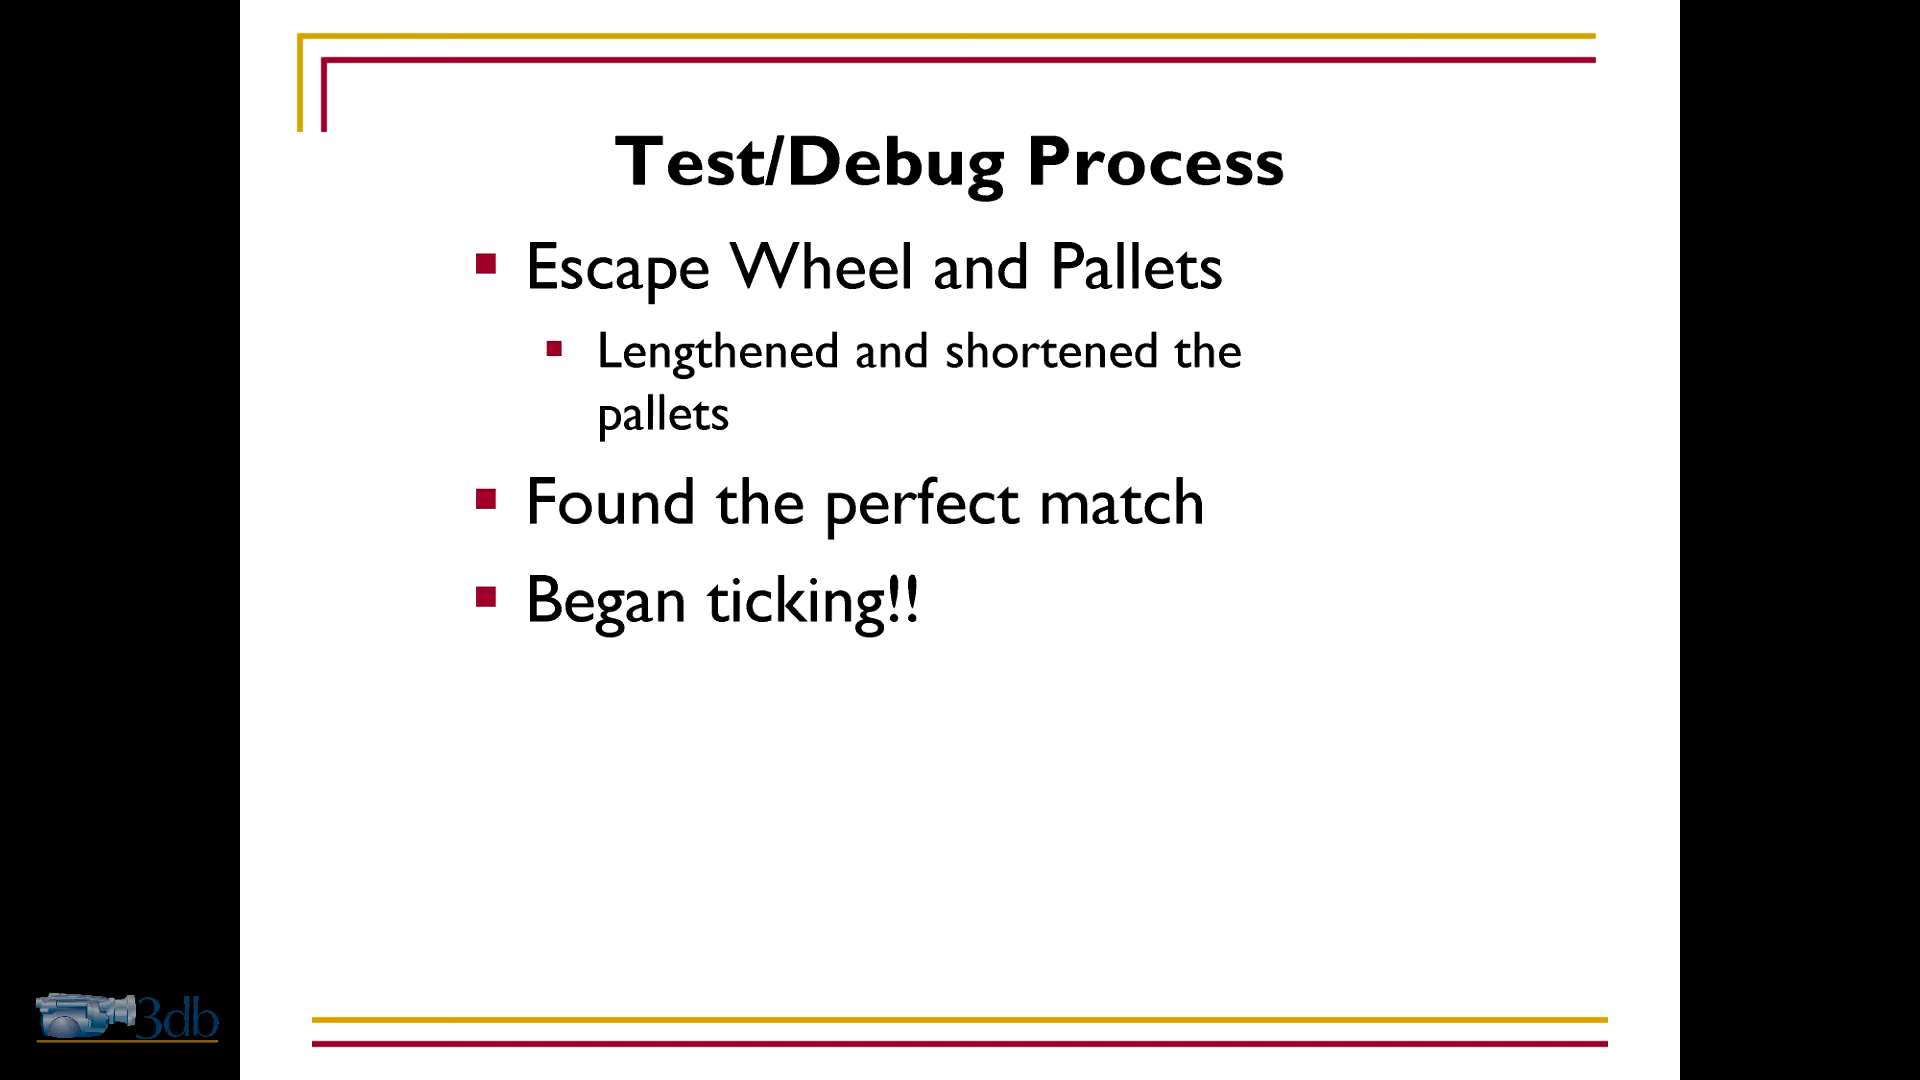 Test/Debug Process
Escape Wheel and Pallets
Lengthened and shortened the
pallets
Found the perfect match
Began ticking!!
3db